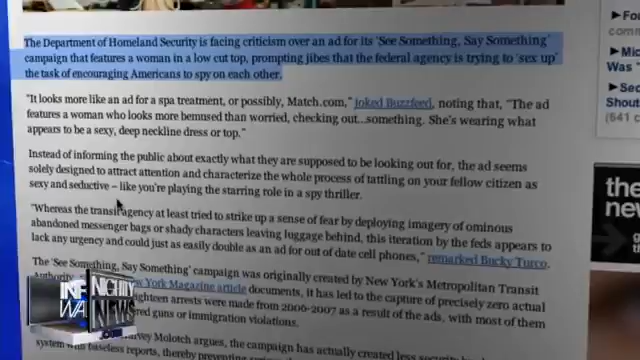 The Department of Homeland Security is facing criticism over an ad for its 'See Something, Say Something'
campaign that features a woman in a low cut top, prompting jibes that the federal agency is trying to 'sex up'
the task of encouraging Americans to spy on each other.
"It looks more like an ad for a spa treatment, or possibly, Match.com," joked Buzzfeed, noting that, "The ad
features a woman who looks more bemused than worried, checking out...something. She's wearing what
appears to be a sexy, deep neckline dress or top."
Instead of informing the public about exactly what they are supposed to be looking out for, the ad seems
solely designed to attract attention and characterize the whole process of tattling on your fellow citizen as
sexy and seductive – like you're playing the starring role in a spy thriller.
"Whereas the transit agency at least tried to strike up a sense of fear by deploying imagery of ominous
abandoned messenger bags or shady characters leaving luggage behind, this iteration by the feds appears to
lack any urgency and could just as easily double as an ad for out of date cell phones," remarked Bucky Turco.
The 'See Something, Say Something' campaign was originally created by New York's Metropolitan Transit
York Magazine article documents, it has led to the capture of precisely zero actual
eighteen arrests were made from 2006-2007 as a result of the ads, with most of them
red guns or immigration violations.
vey Molotch argues, the campaign has actually created less
system with baseless reports, thereby
▸
comm
▸Mic
Was "
▸Sec
Shout
(641 c
the
nev
INF
WA
NIGHTLY
NEWS